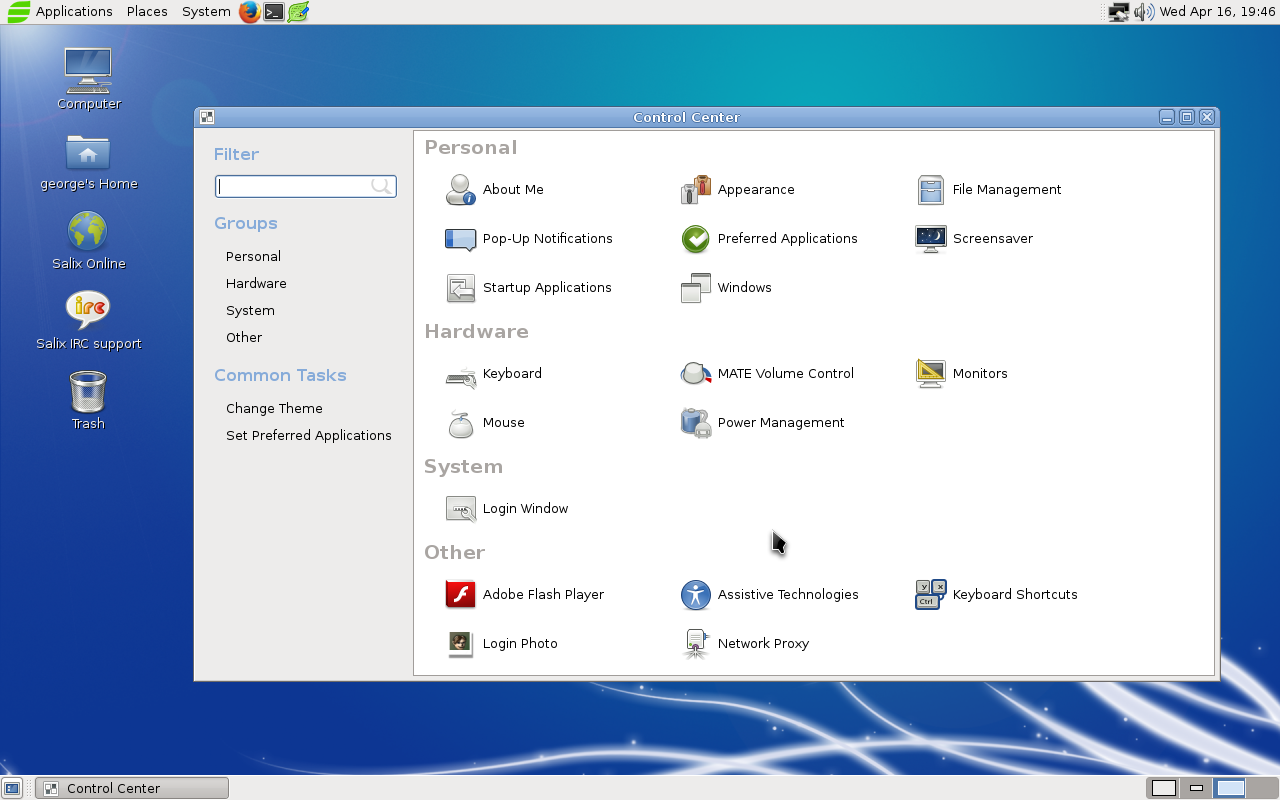 Applications Places System Wed Apr 16, 19:46
Computer
george's Home
Salix Online
irc
Salix IRC support
Trash
Control Center
Filter
Groups
Personal
Hardware
System
Other
Common Tasks
Change Theme
Set Preferred Applications
Personal
About Me Appearance File Management
Pop-Up Notifications Preferred Applications Screensaver
Startup Applications Windows
Hardware
Keyboard MATE Volume Control Monitors
Mouse Power Management
System
Login Window
Other
Adobe Flash Player Assistive Technologies Y X Ctrl Keyboard Shortcuts
Login Photo Network Proxy
Control Center